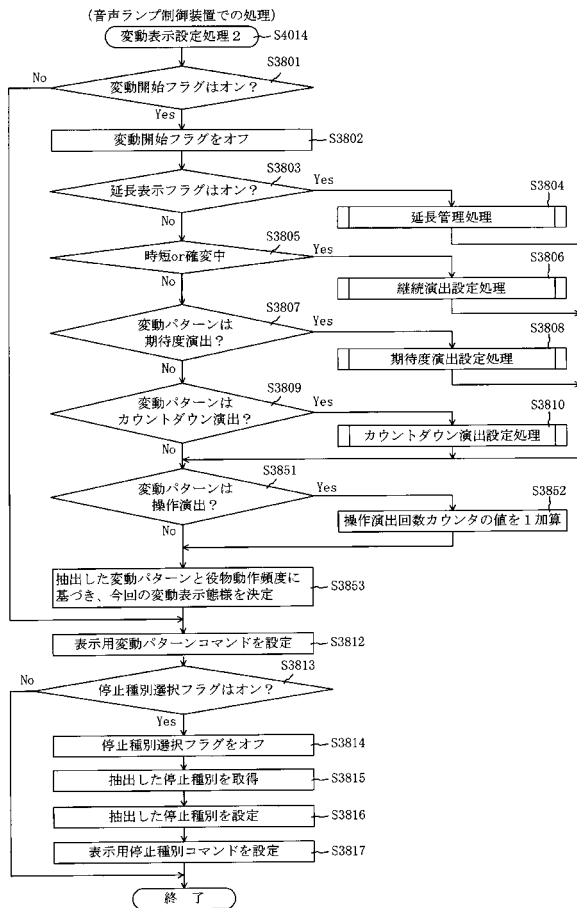 (音声ランプ制御装置での処理)
変動表示設定処理2
S4014
S3801
No
変動開始フラグはオン?
Yes
変動開始フラグをオフ
S3802
S3803
延長表示フラグはオン?
Yes
S3804
延長管理処理
No
S3805
時短or確変中
Yes
S3806
継続演出設定処理
No
S3807
変動パターンは
期待度演出?
Yes
S3808
期待度演出設定処理
No
S3809
変動パターンは
カウントダウン演出?
Yes
S3810
カウントダウン演出設定処理
No
S3851
変動パターンは
操作演出?
Yes
S3852
操作演出回数カウンタの値を1加算
No
抽出した変動パターンと役物動作頻度に
基づき、今回の変動表示態様を決定
S3853
表示用変動パターンコマンドを設定
S3812
S3813
No
停止種別選択フラグはオン?
Yes
停止種別選択フラグをオフ
S3814
抽出した停止種別を取得
S3815
抽出した停止種別を設定
S3816
表示用停止種別コマンドを設定
S3817
終 了